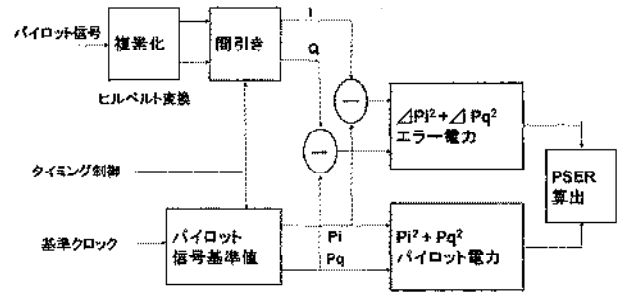 I
パイロット信号
複素化
間引き
Q
ヒルベルト変換
⊿Pi²+⊿Pq²
エラー電力
タイミング制御
PSER
算出
基準クロック
パイロット
信号基準値
Pi
Pq
Pi²+Pq²
パイロット電力